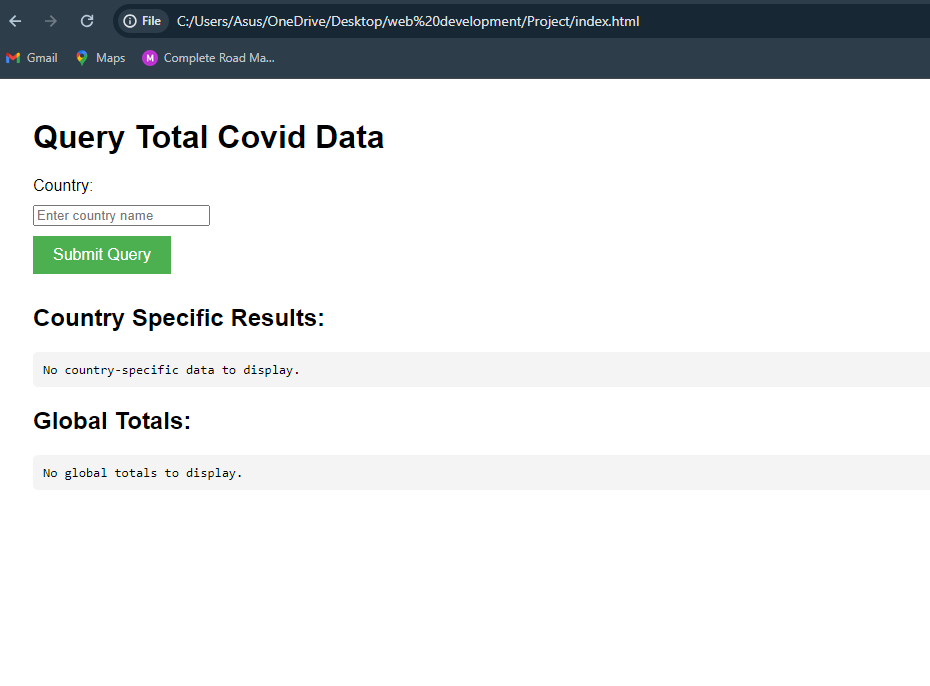 File C:/Users/Asus/OneDrive/Desktop/web%20development/Project/index.html
Gmail Maps M Complete Road Ma...
Query Total Covid Data
Country:
Enter country name
Submit Query
Country Specific Results:
No country-specific data to display.
Global Totals:
No global totals to display.